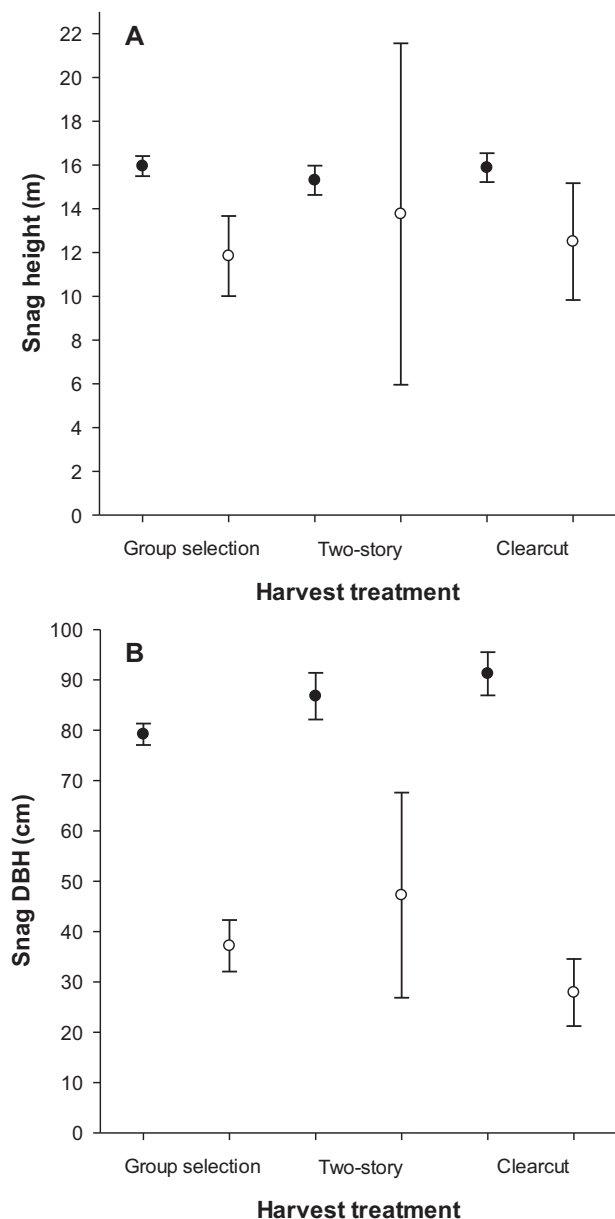 A
22
20
18
16
14
12
10
8
6
4
2
0
Snag height (m)
Group selection Two-story Clearcut
Harvest treatment
B
100
90
80
70
60
50
40
30
20
10
0
Snag DBH (cm)
Group selection Two-story Clearcut
Harvest treatment